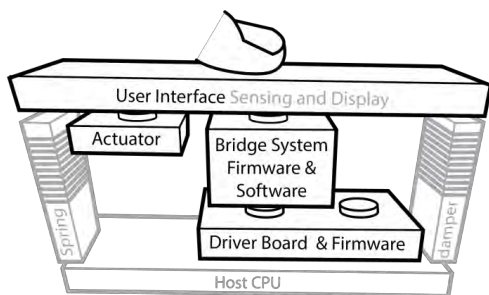 User Interface Sensing and Display
Actuator
Bridge System
Firmware &
Software
Spring
damper
Driver Board & Firmware
Host CPU